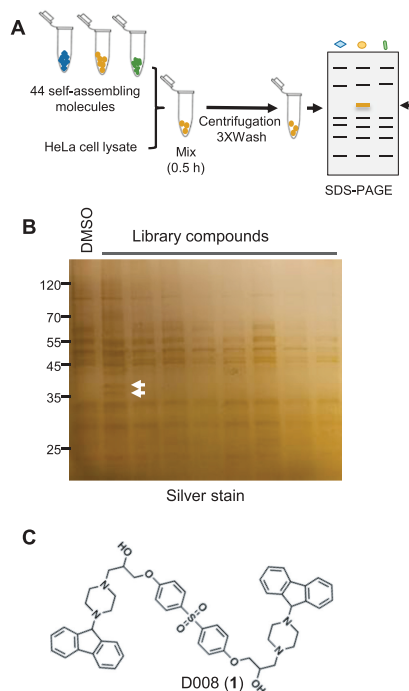 A
44 self-assembling
molecules
HeLa cell lysate
Mix
(0.5 h)
Centrifugation
3XWash
SDS-PAGE
B
DMSO
Library compounds
120
70
55
45
35
25
Silver stain
C
HO
O
N
N
O
S
O
O
N
N
OH
D008 (1)